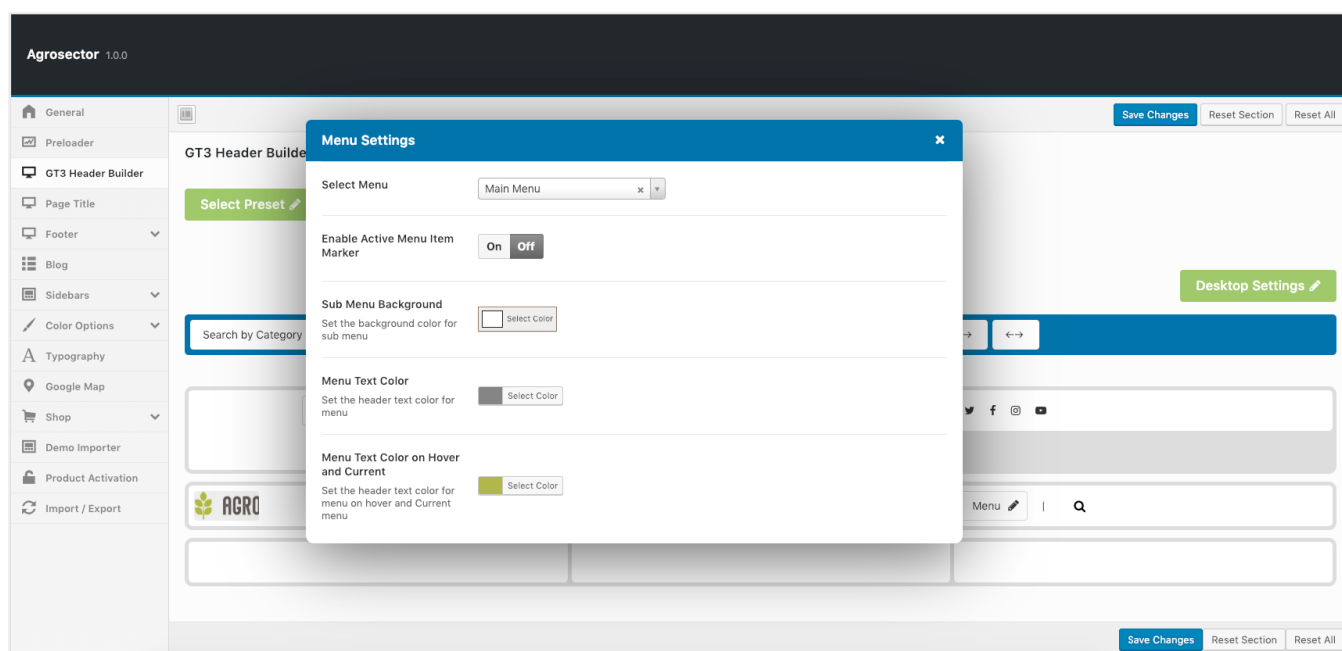 Agrosector 1.0.0
General
Preloader
GT3 Header Builder
Page Title
Footer
Blog
Sidebars
Color Options
Typography
Google Map
Shop
Demo Importer
Product Activation
Import / Export
Save Changes Reset Section Reset All
GT3 Header Builde
Select Preset
Desktop Settings
Search by Category
Menu Settings
Select Menu
Main Menu
Enable Active Menu Item
Marker
On Off
Sub Menu Background
Set the background color for
sub menu
Select Color
Menu Text Color
Set the header text color for
menu
Select Color
Menu Text Color on Hover
and Current
Set the header text color for
menu on hover and Current
menu
Select Color
AGRO
Menu |
Save Changes Reset Section Reset All